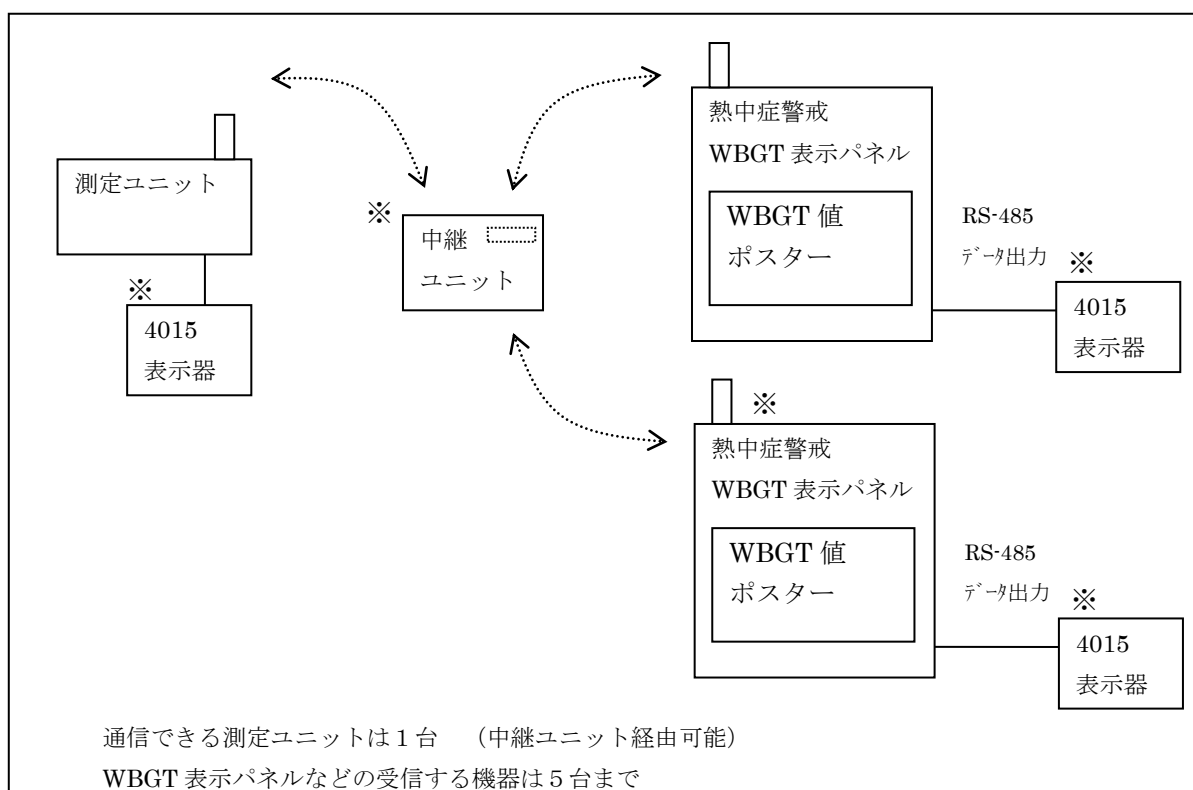 測定ユニット
※
4015
表示器
※
中継
ユニット
熱中症警戒
WBGT 表示パネル
WBGT 値
ポスター
RS-485
データ出力
※
4015
表示器
※
熱中症警戒
WBGT 表示パネル
WBGT 値
ポスター
RS-485
データ出力
※
4015
表示器
通信できる測定ユニットは１台　（中継ユニット経由可能）
WBGT 表示パネルなどの受信する機器は５台まで